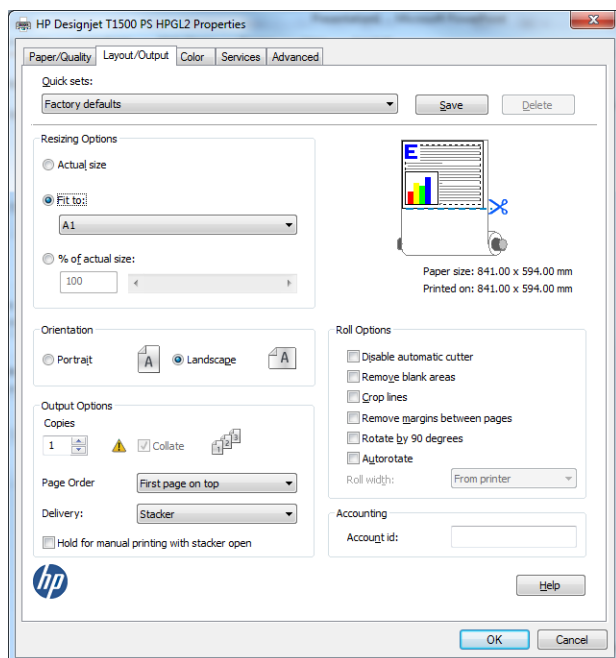 HP Designjet T1500 PS HPGL2 Properties
Paper/Quality Layout/Output Color Services Advanced
Quick sets:
Factory defaults
Save
Delete
Resizing Options
Actual size
Fit to:
A1
% of actual size:
100
E
Paper size: 841.00 x 594.00 mm
Printed on: 841.00 x 594.00 mm
Orientation
Portrait
A
Landscape
A
Output Options
Copies
1
Collate
1 2 3
Page Order
First page on top
Delivery:
Stacker
Hold for manual printing with stacker open
Roll Options
Disable automatic cutter
Remove blank areas
Crop lines
Remove margins between pages
Rotate by 90 degrees
Autorotate
Roll width:
From printer
Accounting
Account id:
hp
Help
OK
Cancel